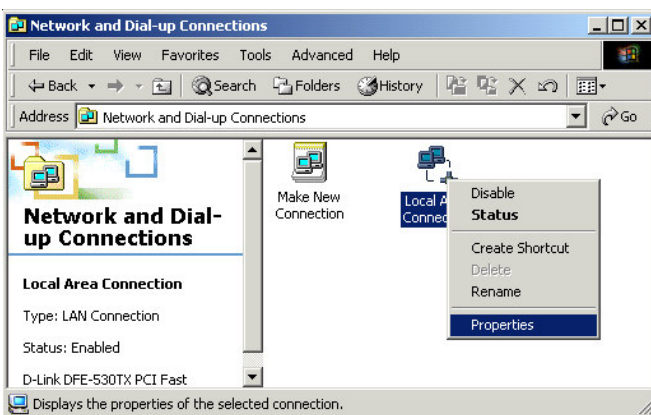 Network and Dial-up Connections
File Edit View Favorites Tools Advanced Help
Back Search Folders History
Address Network and Dial-up Connections Go
Network and Dial-
up Connections
Local Area Connection
Type: LAN Connection
Status: Enabled
D-Link DFE-530TX PCI Fast
Make New
Connection
Local A
Connec
Disable
Status
Create Shortcut
Delete
Rename
Properties
Displays the properties of the selected connection.